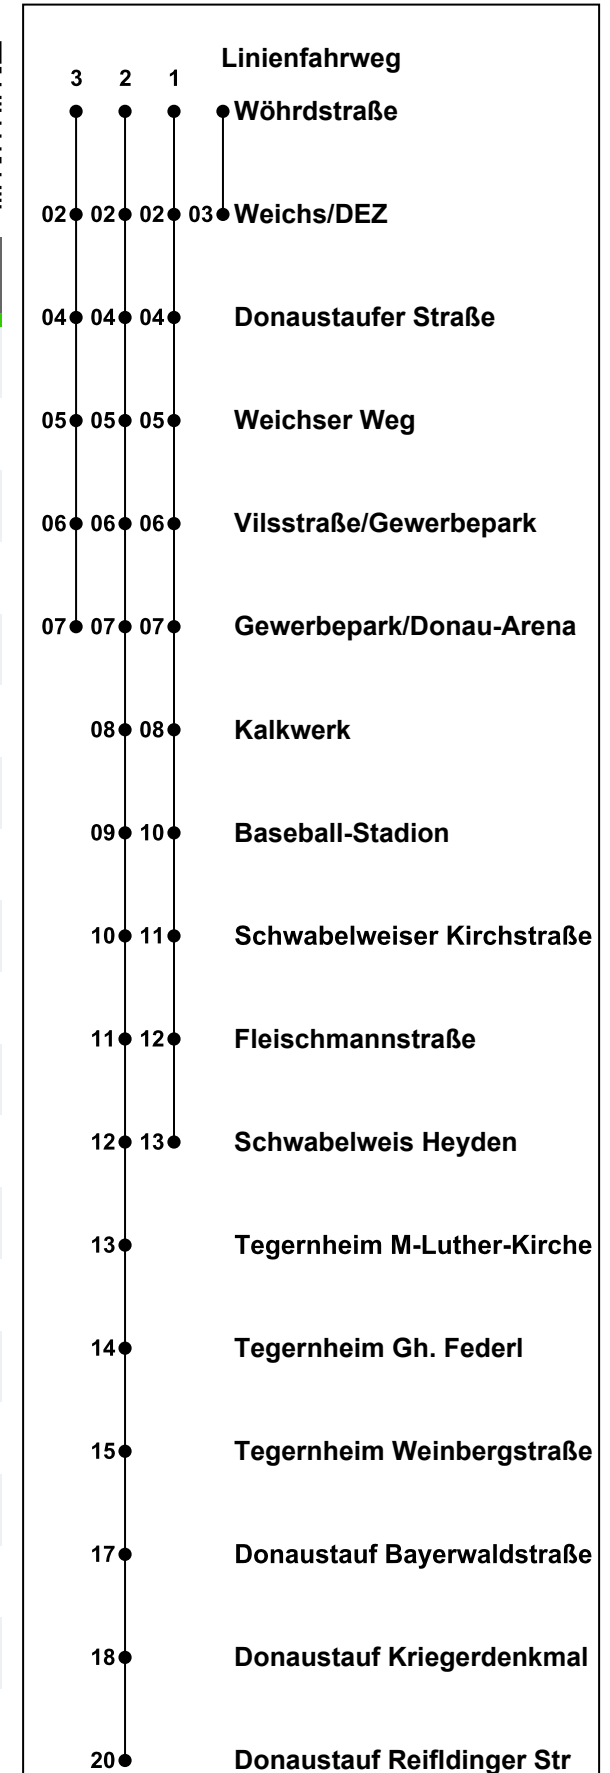 Linienfahrweg
3 2 1
Wöhrdstraße
02 02 02 03 Weichs/DEZ
04 04 04 Donaustaufer Straße
05 05 05 Weichser Weg
06 06 06 Vilsstraße/Gewerbepark
07 07 07 Gewerbepark/Donau-Arena
08 08 Kalkwerk
09 10 Baseball-Stadion
10 11 Schwabelweiser Kirchstraße
11 12 Fleischmannstraße
12 13 Schwabelweis Heyden
13 Tegernheim M-Luther-Kirche
14 Tegernheim Gh. Federl
15 Tegernheim Weinbergstraße
17 Donaustauf Bayerwaldstraße
18 Donaustauf Kriegerdenkmal
20 Donaustauf Reifldinger Str